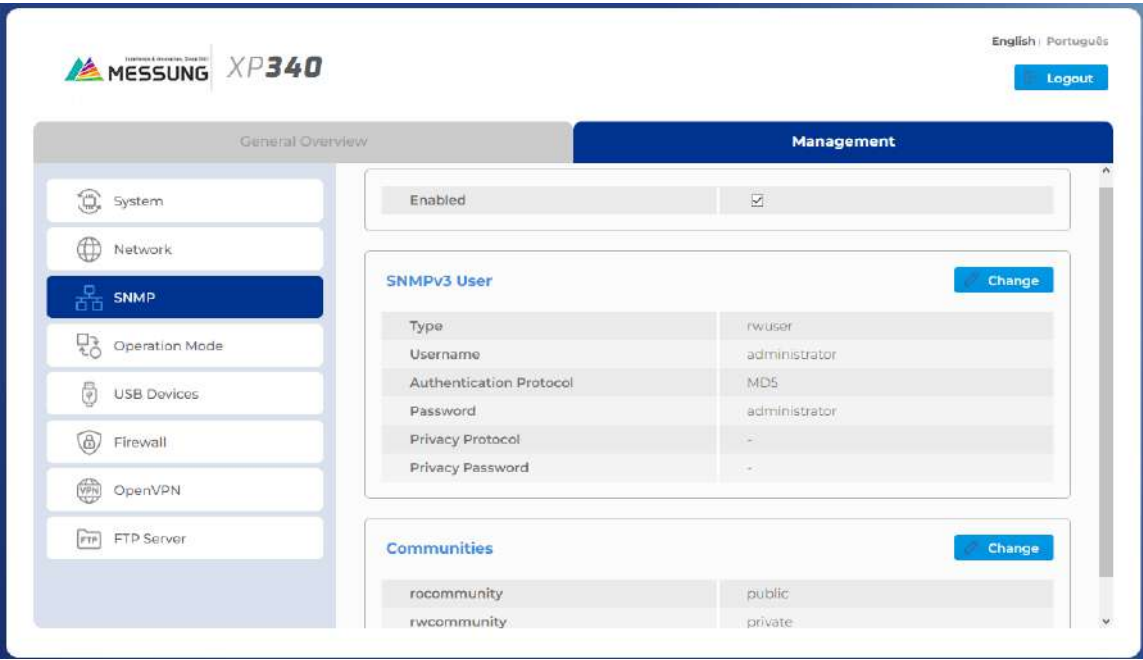 English | Português
MESSUNG XP340
Logout
General Overview
Management
System
Network
SNMP
Operation Mode
USB Devices
Firewall
VPN OpenVPN
FTP FTP Server
Enabled
SNMPv3 User Change
Type rwuser
Username administrator
Authentication Protocol MD5
Password administrator
Privacy Protocol -
Privacy Password -
Communities Change
rocommunity public
rwcommunity private